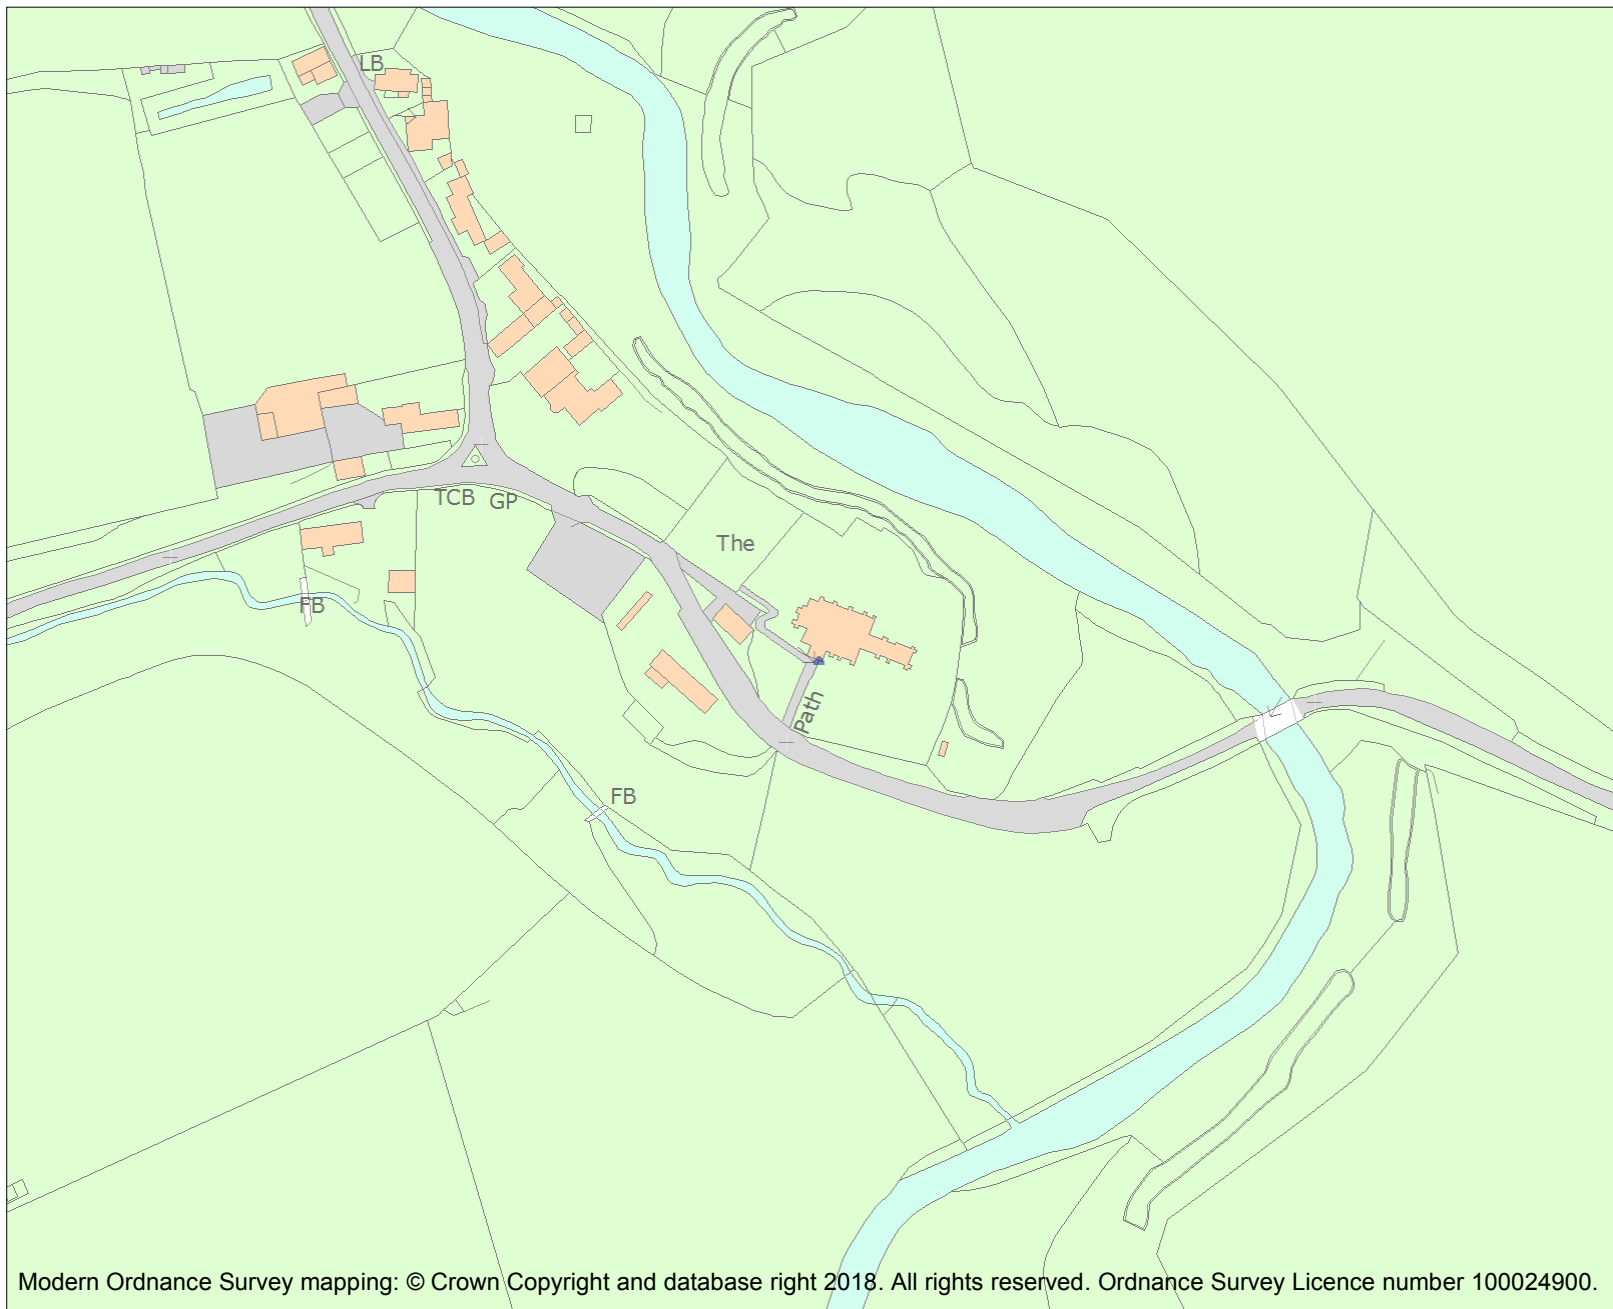 LB
TCB
GP
The
FB
Path
FB
Modern Ordnance Survey mapping: © Crown Copyright and database right 2018. All rights reserved. Ordnance Survey Licence number 100024900.